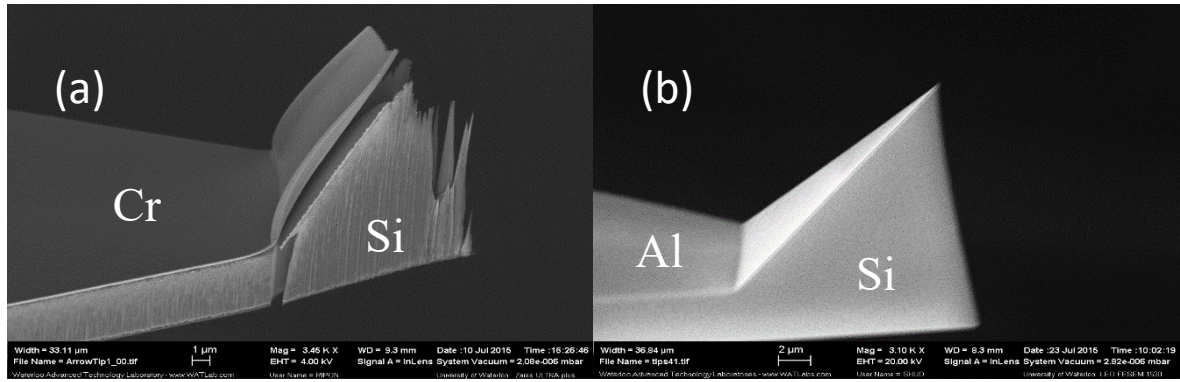 (a)
Cr
Si
Width = 33.11 µm
File Name = ArrowTip1_00.tif
1 µm
Mag = 3.45 K X
EHT = 4.00 kV
WD = 9.3 mm
Signal A = InLens
Date :10 Jul 2015
System Vacuum = 2.08e-006 mbar
Time :16:26:46
Waterloo Advanced Technology Laboratory - www.WATLab.com
User Name = RIPON
University of Waterloo Zeiss ULTRA plus
(b)
Al
Si
Width = 36.84 µm
File Name = tips41.tif
2 µm
Mag = 3.10 K X
EHT = 20.00 kV
WD = 8.3 mm
Signal A = InLens
Date :23 Jul 2015
System Vacuum = 2.82e-006 mbar
Time :10:02:19
Waterloo Advanced Technology Laboratories - www.WATLabs.com
User Name = SHUO
University of Waterloo LEO FESEM 1530